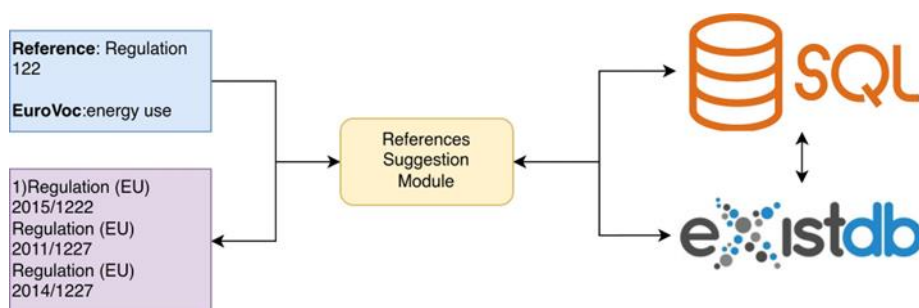 Reference: Regulation
122
EuroVoc:energy use
1)Regulation (EU)
2015/1222
Regulation (EU)
2011/1227
Regulation (EU)
2014/1227
References
Suggestion
Module
SQL
eXistdb